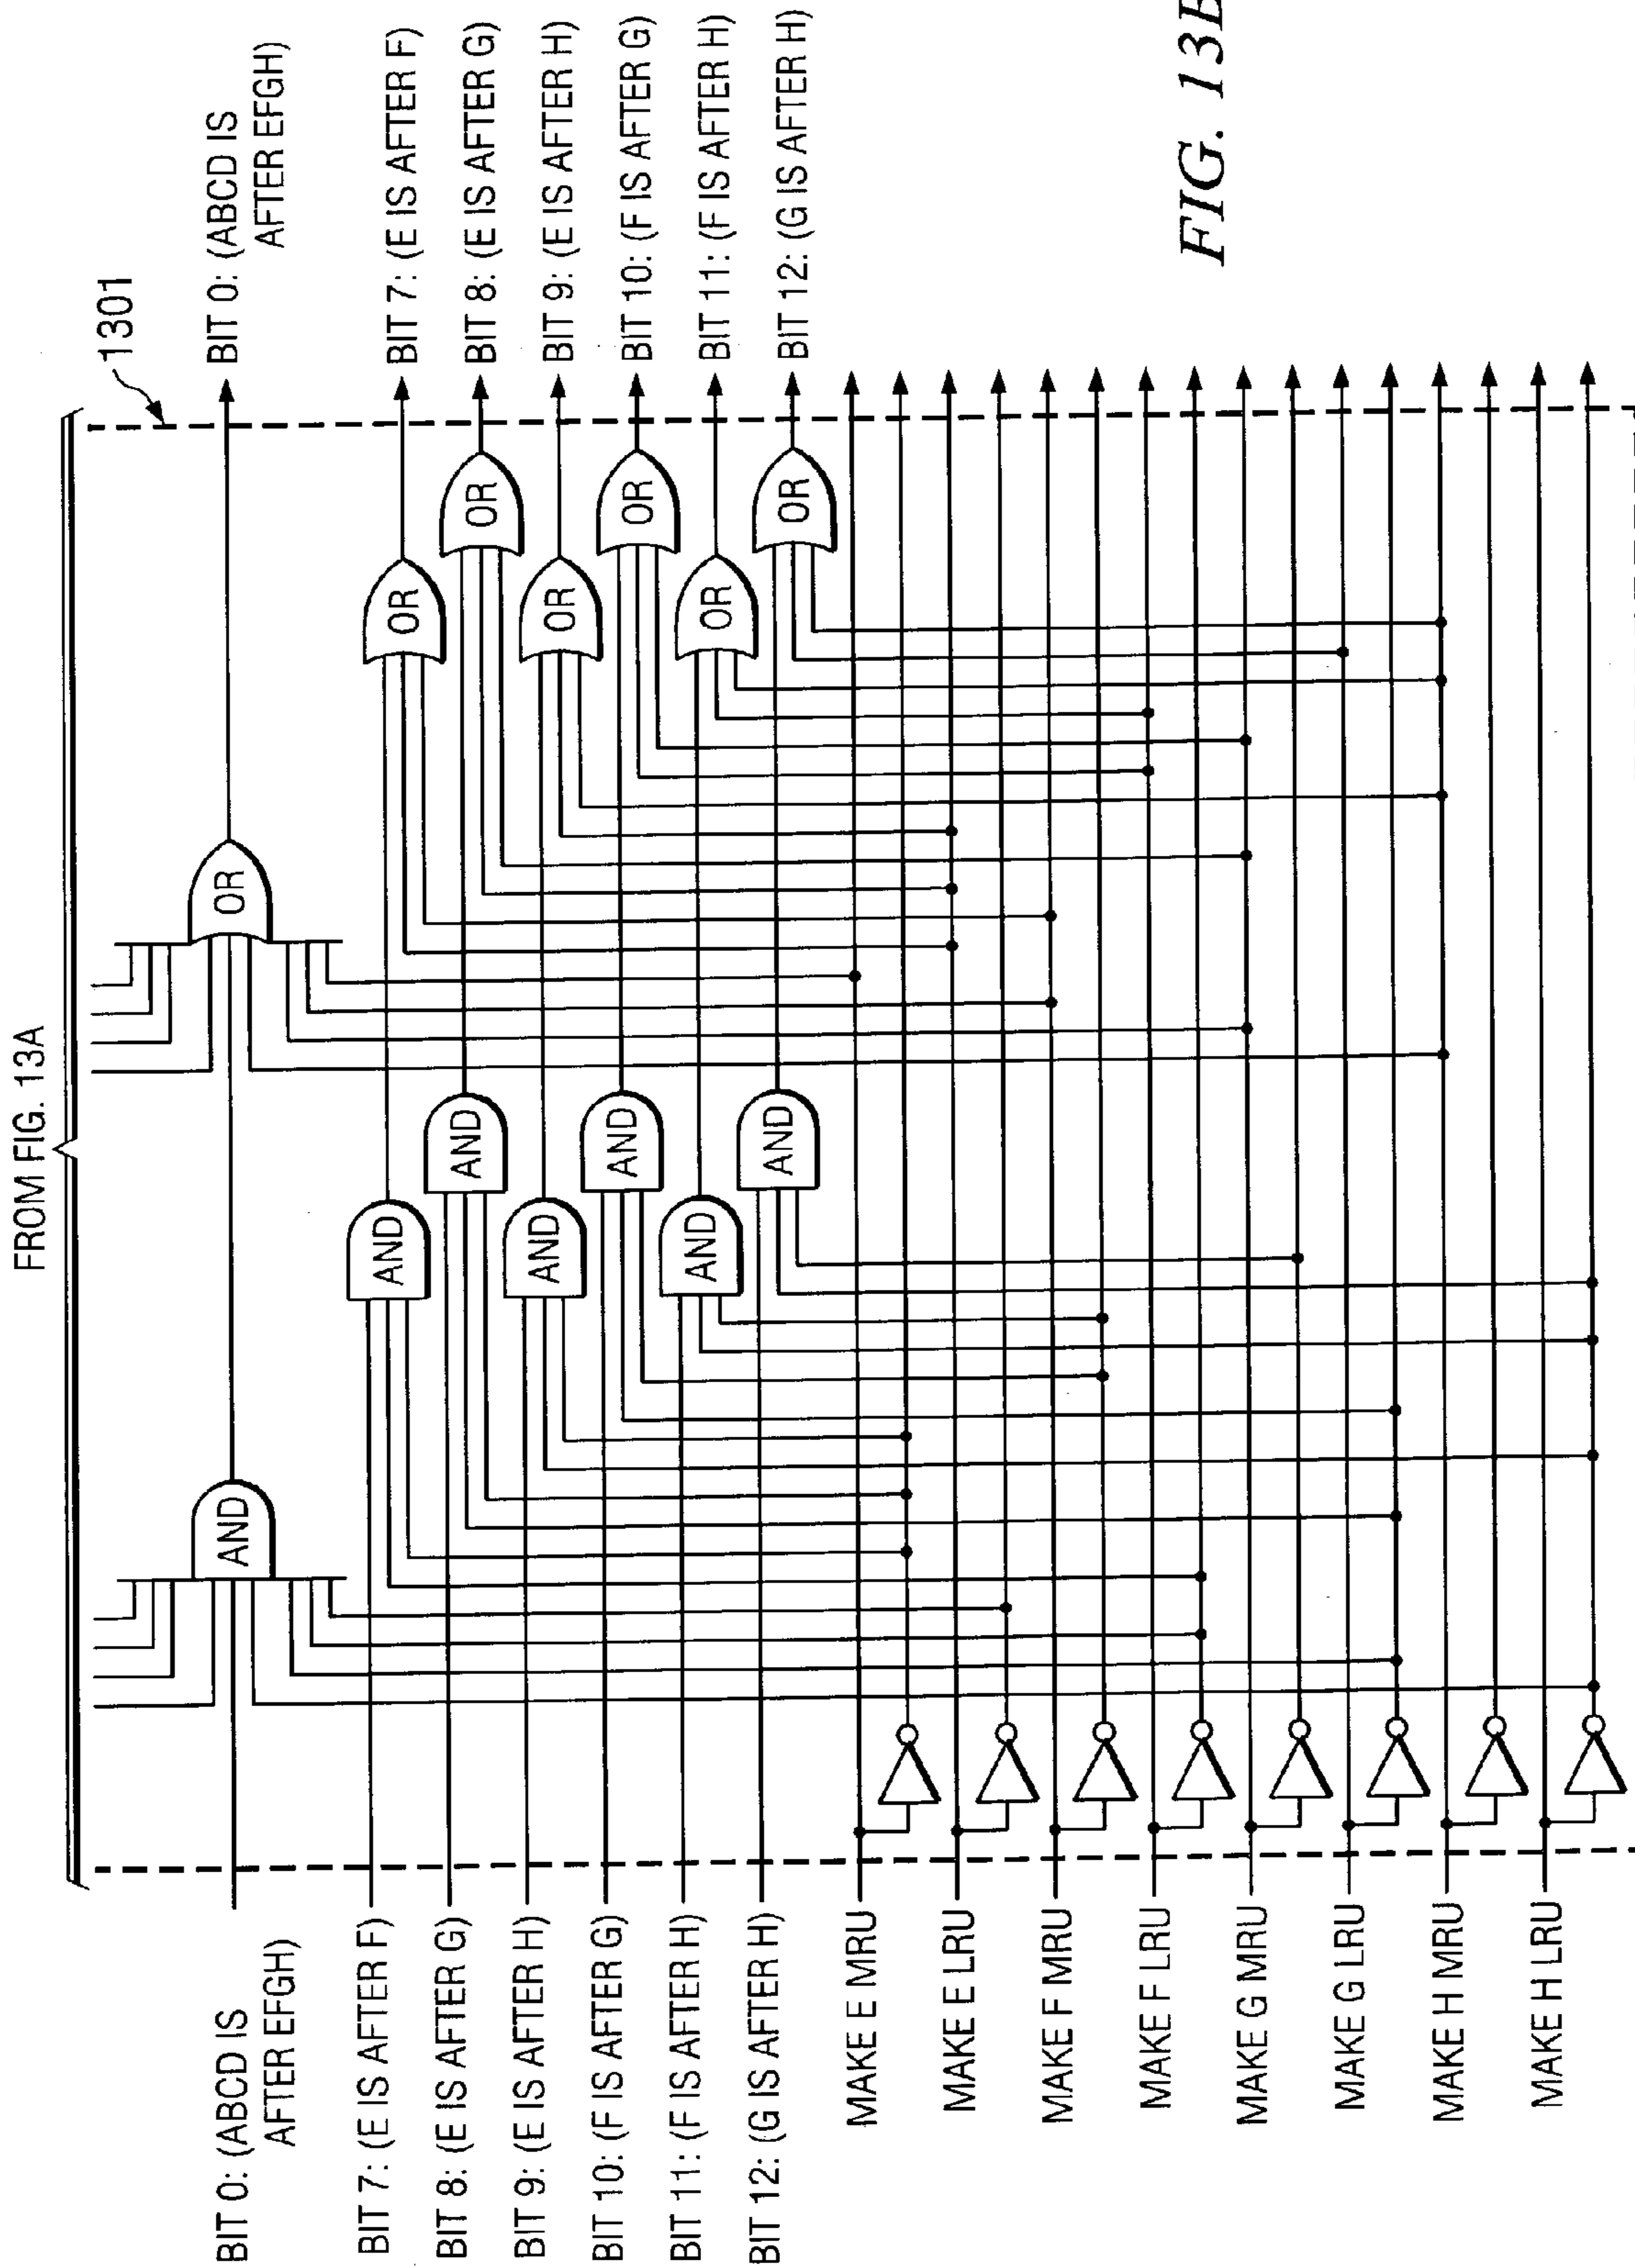 FROM FIG. 13A
1301
BIT 0: (ABCD IS
AFTER EFGH)
BIT 7: (E IS AFTER F)
BIT 8: (E IS AFTER G)
BIT 9: (E IS AFTER H)
BIT 10: (F IS AFTER G)
BIT 11: (F IS AFTER H)
BIT 12: (G IS AFTER H)
MAKE E MRU
MAKE E LRU
MAKE F MRU
MAKE F LRU
MAKE G MRU
MAKE G LRU
MAKE H MRU
MAKE H LRU
AND
AND
AND
AND
AND
AND
AND
OR
OR
OR
OR
OR
OR
OR
BIT 0: (ABCD IS
AFTER EFGH)
BIT 7: (E IS AFTER F)
BIT 8: (E IS AFTER G)
BIT 9: (E IS AFTER H)
BIT 10: (F IS AFTER G)
BIT 11: (F IS AFTER H)
BIT 12: (G IS AFTER H)
FIG. 13B